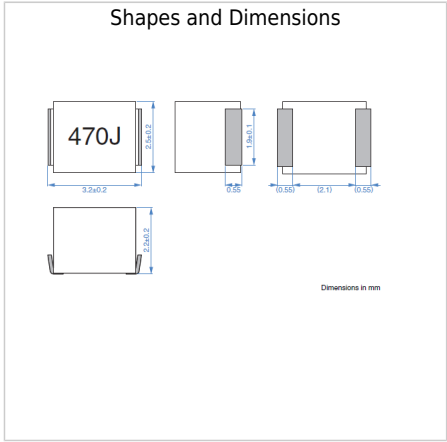 Shapes and Dimensions
470J
2.5±0.2
3.2±0.2
1.9±0.1
0.55
(0.55)
(2.1)
(0.55)
2.2±0.2
Dimensions in mm